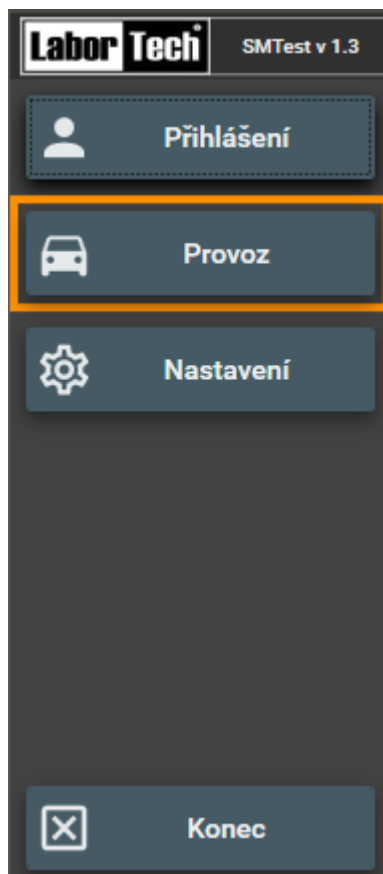 Labor Tech® SMTest v 1.3
Přihlášení
Provoz
Nastavení
Konec